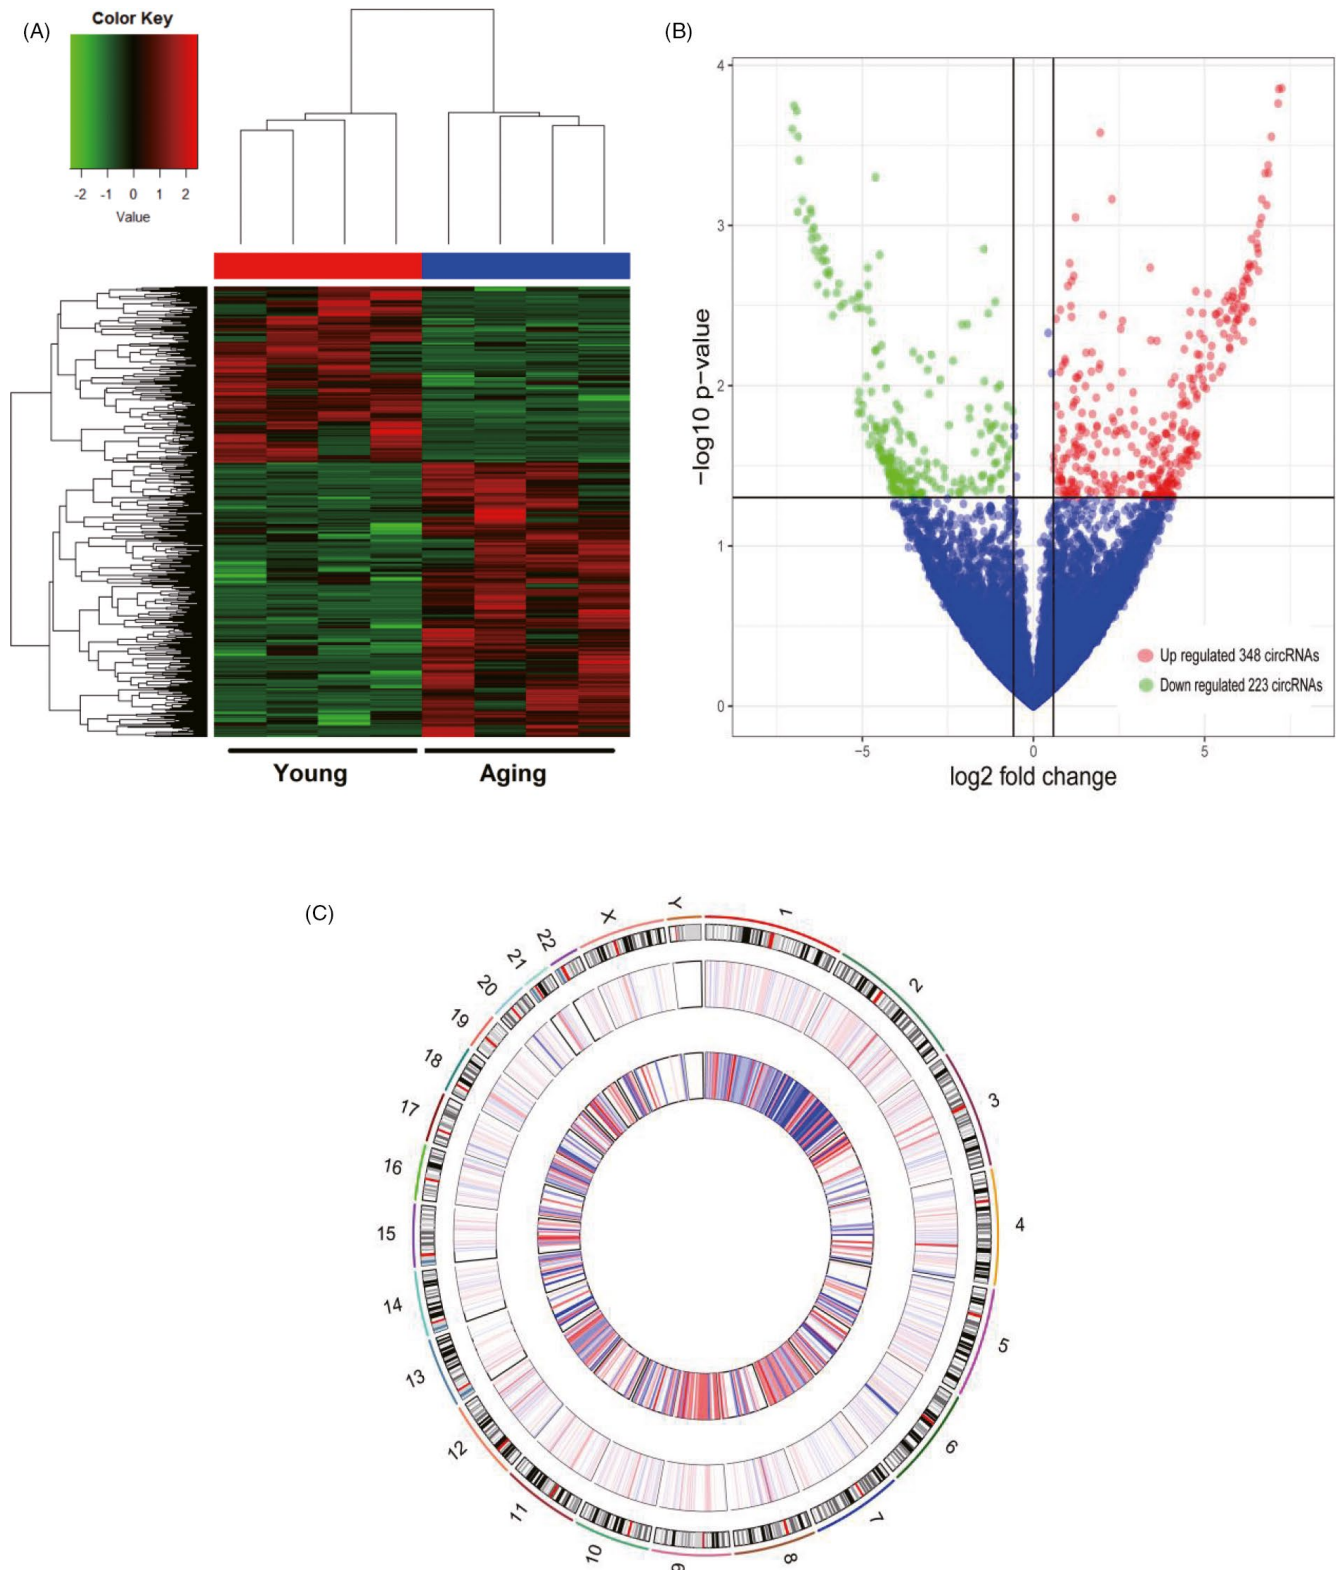 (A)
Color Key
-2 -1 0 1 2
Value
Young
Aging
(B)
4
3
2
1
0
−log10 p−value
−5 0 5
log2 fold change
Up regulated 348 circRNAs
Down regulated 223 circRNAs
(C)
1
2
3
4
5
6
7
8
9
10
11
12
13
14
15
16
17
18
19
20
21
22
X
Y